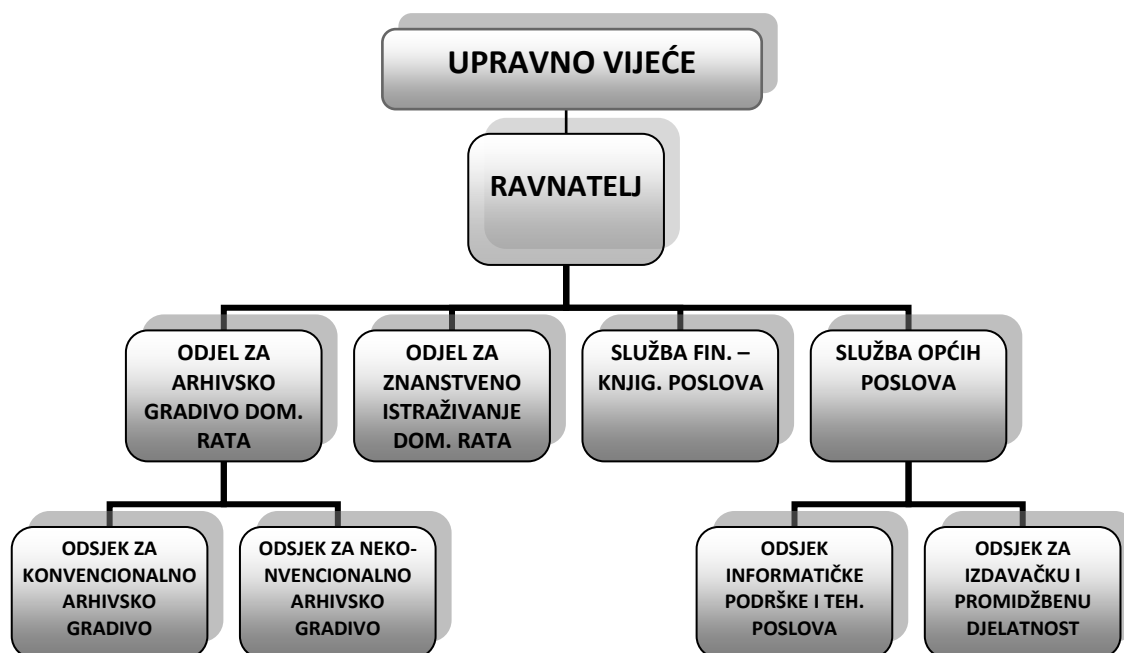 UPRAVNO VIJEĆE
RAVNATELJ
ODJEL ZA
ARHIVSKO
GRADIVO DOM.
RATA
ODJEL ZA
ZNANSTVENO
ISTRAŽIVANJE
DOM. RATA
SLUŽBA FIN. –
KNJIG. POSLOVA
SLUŽBA OPĆIH
POSLOVA
ODSJEK ZA
KONVENCIONALNO
ARHIVSKO
GRADIVO
ODSJEK ZA NEKO-
NVENCIONALNO
ARHIVSKO
GRADIVO
ODSJEK
INFORMATIČKE
PODRŠKE I TEH.
POSLOVA
ODSJEK ZA
IZDAVAČKU I
PROMIDŽBENU
DJELATNOST